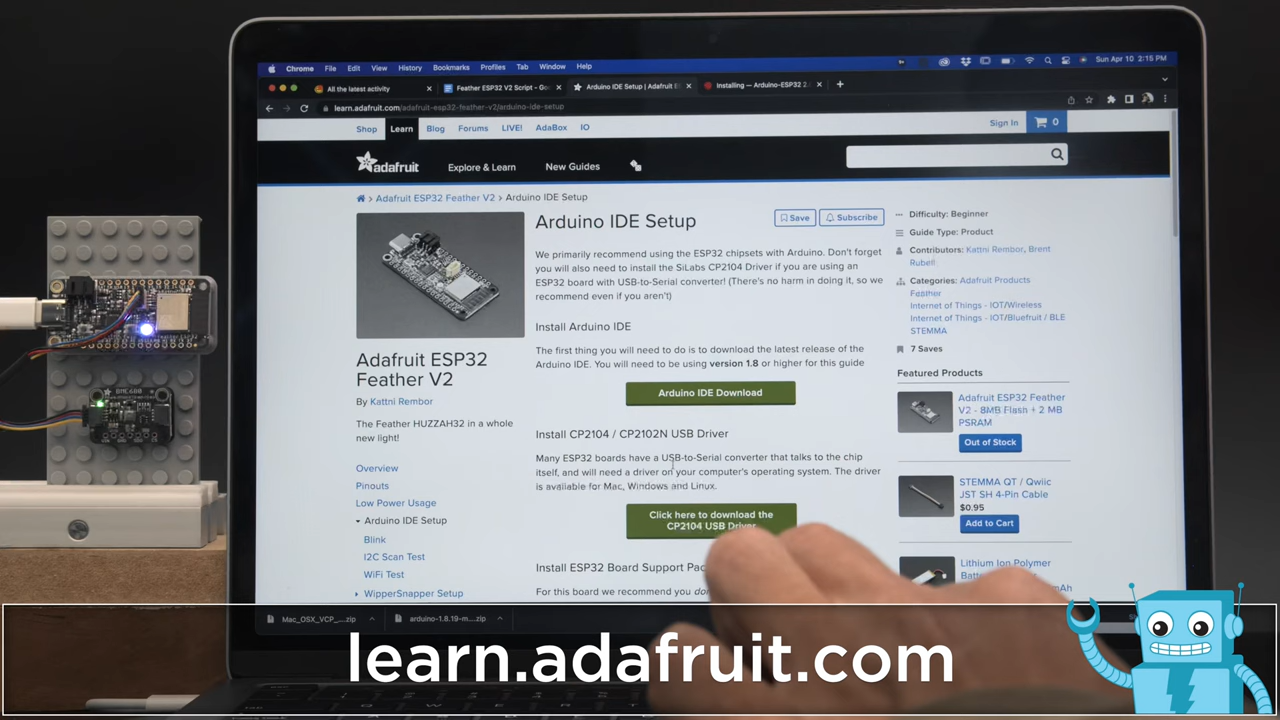 Chrome File Edit View History Bookmarks Profiles Tab Window Help
Sun Apr 10 2:15 PM
All the latest activity
Feather ESP32 V2 Script - Go
Arduino IDE Setup | Adafruit E
Installing — Arduino-ESP32 2.
learn.adafruit.com/adafruit-esp32-feather-v2/arduino-ide-setup
Shop Learn Blog Forums LIVE! AdaBox IO
Sign In 0
adafruit Explore & Learn New Guides
Adafruit ESP32 Feather V2 > Arduino IDE Setup
Arduino IDE Setup
Save Subscribe
We primarily recommend using the ESP32 chipsets with Arduino. Don't forget
you will also need to install the SiLabs CP2104 Driver if you are using an
ESP32 board with USB-to-Serial converter! (There's no harm in doing it, so we
recommend even if you aren't)
Install Arduino IDE
The first thing you will need to do is to download the latest release of the
Arduino IDE. You will need to be using version 1.8 or higher for this guide
Arduino IDE Download
Install CP2104 / CP2102N USB Driver
Many ESP32 boards have a USB-to-Serial converter that talks to the chip
itself, and will need a driver on your computer's operating system. The driver
is available for Mac, Windows and Linux.
Click here to download the
CP2104 USB Driver
Install ESP32 Board Support Pac
For this board we recommend you don
Adafruit ESP32
Feather V2
By Kattni Rembor
The Feather HUZZAH32 in a whole
new light!
Overview
Pinouts
Low Power Usage
Arduino IDE Setup
Blink
I2C Scan Test
WiFi Test
WipperSnapper Setup
Difficulty: Beginner
Guide Type: Product
Contributors: Kattni Rembor, Brent
Rubell
Categories: Adafruit Products
Feather
Internet of Things - IOT/Wireless
Internet of Things - IOT/Bluefruit / BLE
STEMMA
7 Saves
Featured Products
Adafruit ESP32 Feather
V2 - 8MB Flash + 2 MB
PSRAM
Out of Stock
STEMMA QT / Qwiic
JST SH 4-Pin Cable
$0.95
Add to Cart
Lithium Ion Polymer
Mac_OSX_VCP_....zip
arduino-1.8.19-m....zip
learn.adafruit.com